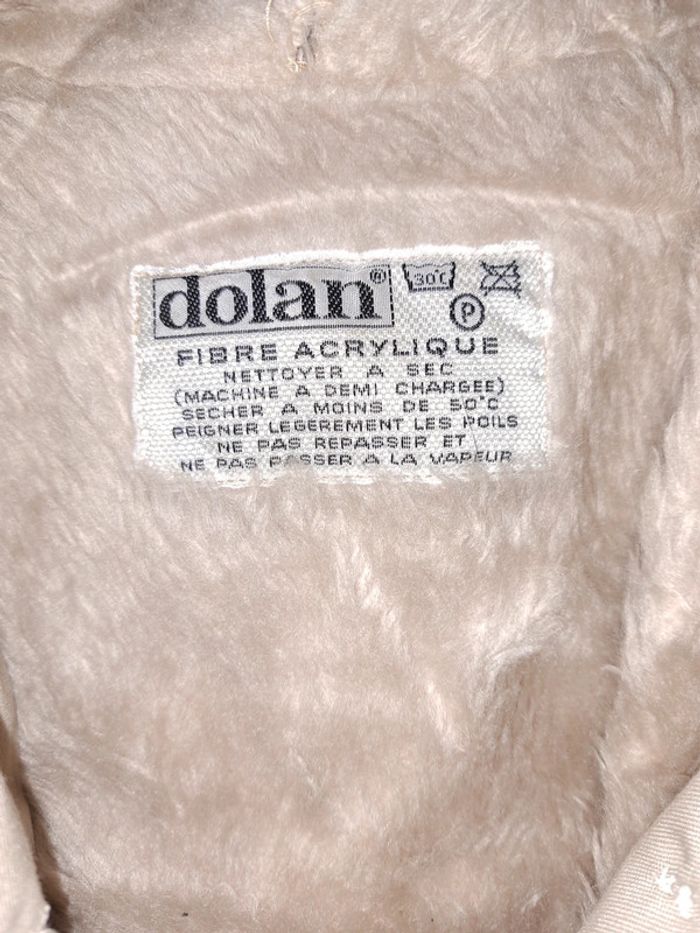 dolan®
30°C
P
FIBRE ACRYLIQUE
NETTOYER A SEC
(MACHINE A DEMI CHARGEE)
SECHER A MOINS DE 50°C
PEIGNER LEGEREMENT LES POILS
NE PAS REPASSER ET
NE PAS PASSER A LA VAPEUR